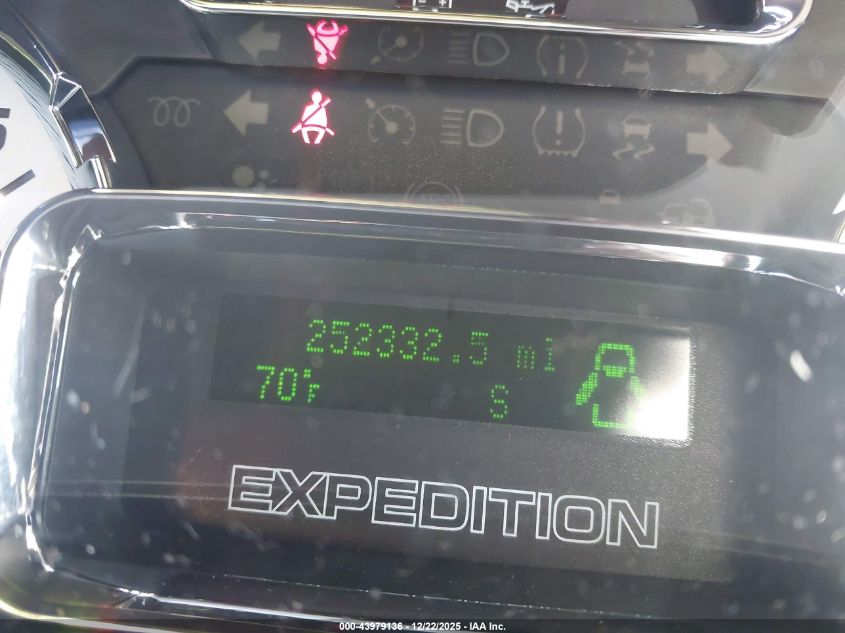 252332.5 mi
70°F S
EXPEDITION
000-43979136 - 12/22/2025 - IAA Inc.